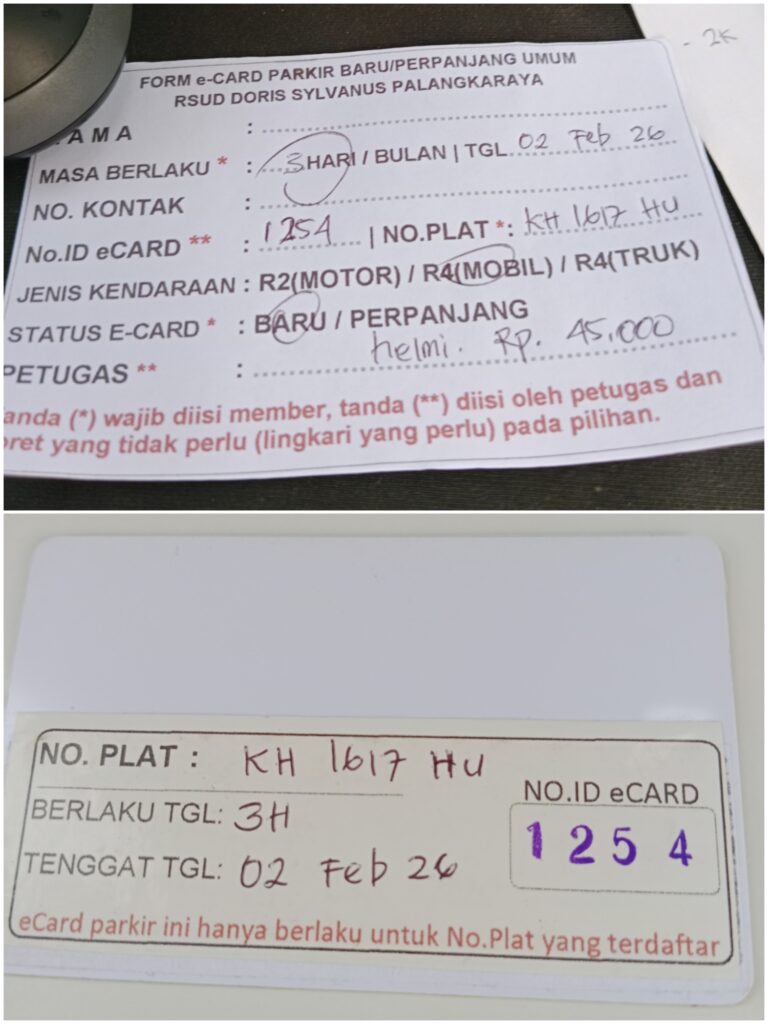 - 2K
FORM e-CARD PARKIR BARU/PERPANJANG UMUM
RSUD DORIS SYLVANUS PALANGKARAYA
AMA :
MASA BERLAKU * : 3 HARI / BULAN | TGL. 02 Feb 26
NO. KONTAK :
No.ID eCARD ** : 1254 | NO.PLAT *: KH 1617 HU
JENIS KENDARAAN : R2(MOTOR) / R4(MOBIL) / R4(TRUK)
STATUS E-CARD * : BARU / PERPANJANG
PETUGAS ** : helmi. Rp. 45.000
anda (*) wajib diisi member, tanda (**) diisi oleh petugas dan
oret yang tidak perlu (lingkari yang perlu) pada pilihan.
NO. PLAT : KH 1617 HU
BERLAKU TGL: 3H
TENGGAT TGL: 02 Feb 26
NO.ID eCARD
1254
eCard parkir ini hanya berlaku untuk No.Plat yang terdaftar